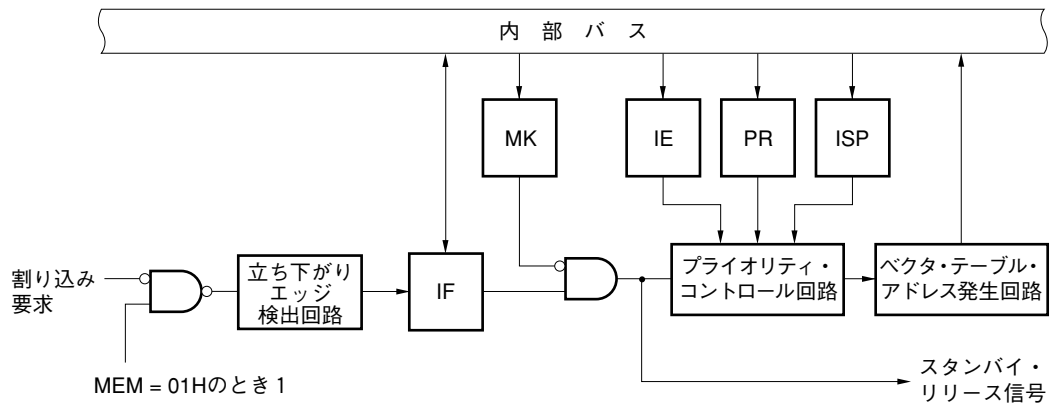 内 部 バ ス
MK
IE
PR
ISP
割り込み
要求
立ち下がり
エッジ
検出回路
IF
プライオリティ・
コントロール回路
ベクタ・テーブル・
アドレス発生回路
MEM = 01Hのとき 1
スタンバイ・
リリース信号